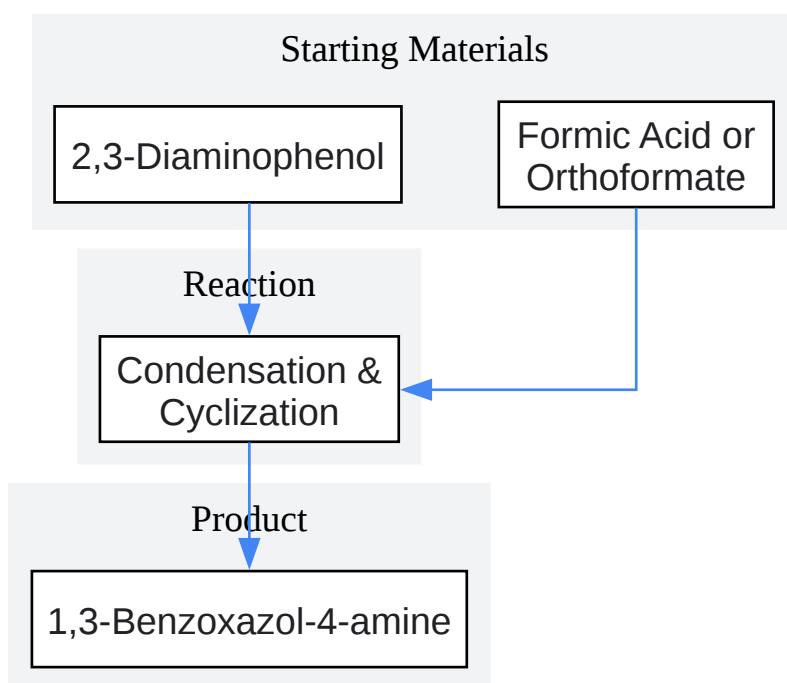 Starting Materials
2,3-Diaminophenol
Formic Acid or
Orthoformate
Reaction
Condensation &
Cyclization
Product
1,3-Benzoxazol-4-amine